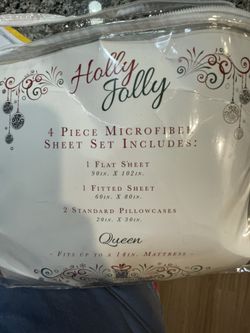 Holly
Jolly
4 Piece Microfiber
Sheet Set Includes:
1 Flat Sheet
90in. x 102in.
1 Fitted Sheet
60in. x 80in.
2 Standard Pillowcases
20in. x 30in.
Queen
- Fits up to a 14in. Mattress -